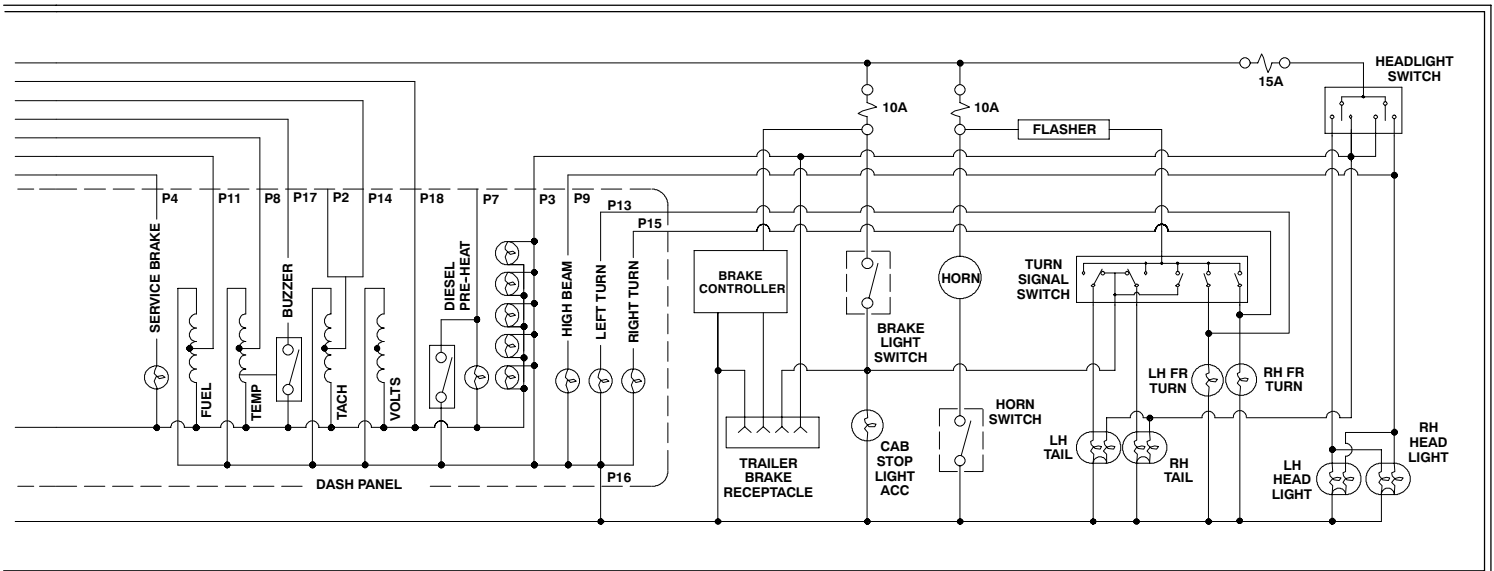 HEADLIGHT
SWITCH
15A
10A
10A
FLASHER
P4
P11
P8
P17
P2
P14
P18
P7
P3
P9
P13
P15
SERVICE BRAKE
BUZZER
DIESEL
PRE-HEAT
HIGH BEAM
LEFT TURN
RIGHT TURN
BRAKE
CONTROLLER
HORN
TURN
SIGNAL
SWITCH
BRAKE
LIGHT
SWITCH
FUEL
TEMP
TACH
VOLTS
LH FR
TURN
RH FR
TURN
HORN
SWITCH
LH
TAIL
RH
TAIL
CAB
STOP
LIGHT
ACC
TRAILER
BRAKE
RECEPTACLE
RH
HEAD
LIGHT
LH
HEAD
LIGHT
P16
DASH PANEL